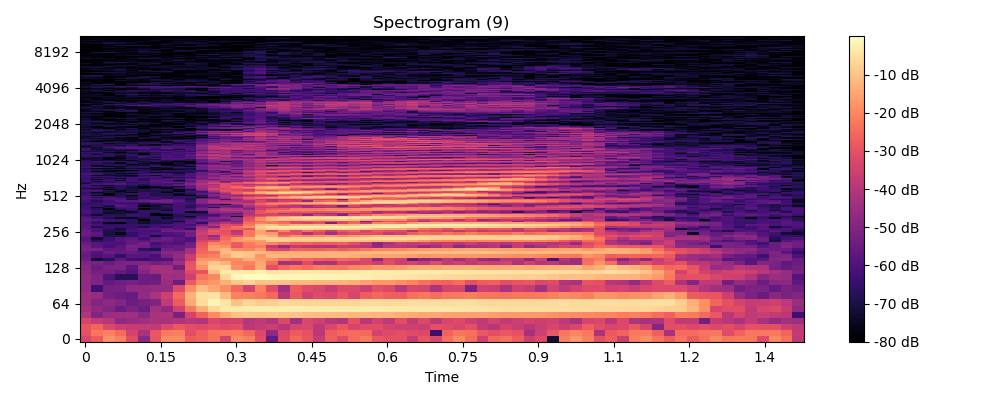 Spectrogram (9)
8192
4096
2048
1024
512
256
128
64
0
Hz
0 0.15 0.3 0.45 0.6 0.75 0.9 1.1 1.2 1.4
Time
-10 dB
-20 dB
-30 dB
-40 dB
-50 dB
-60 dB
-70 dB
-80 dB